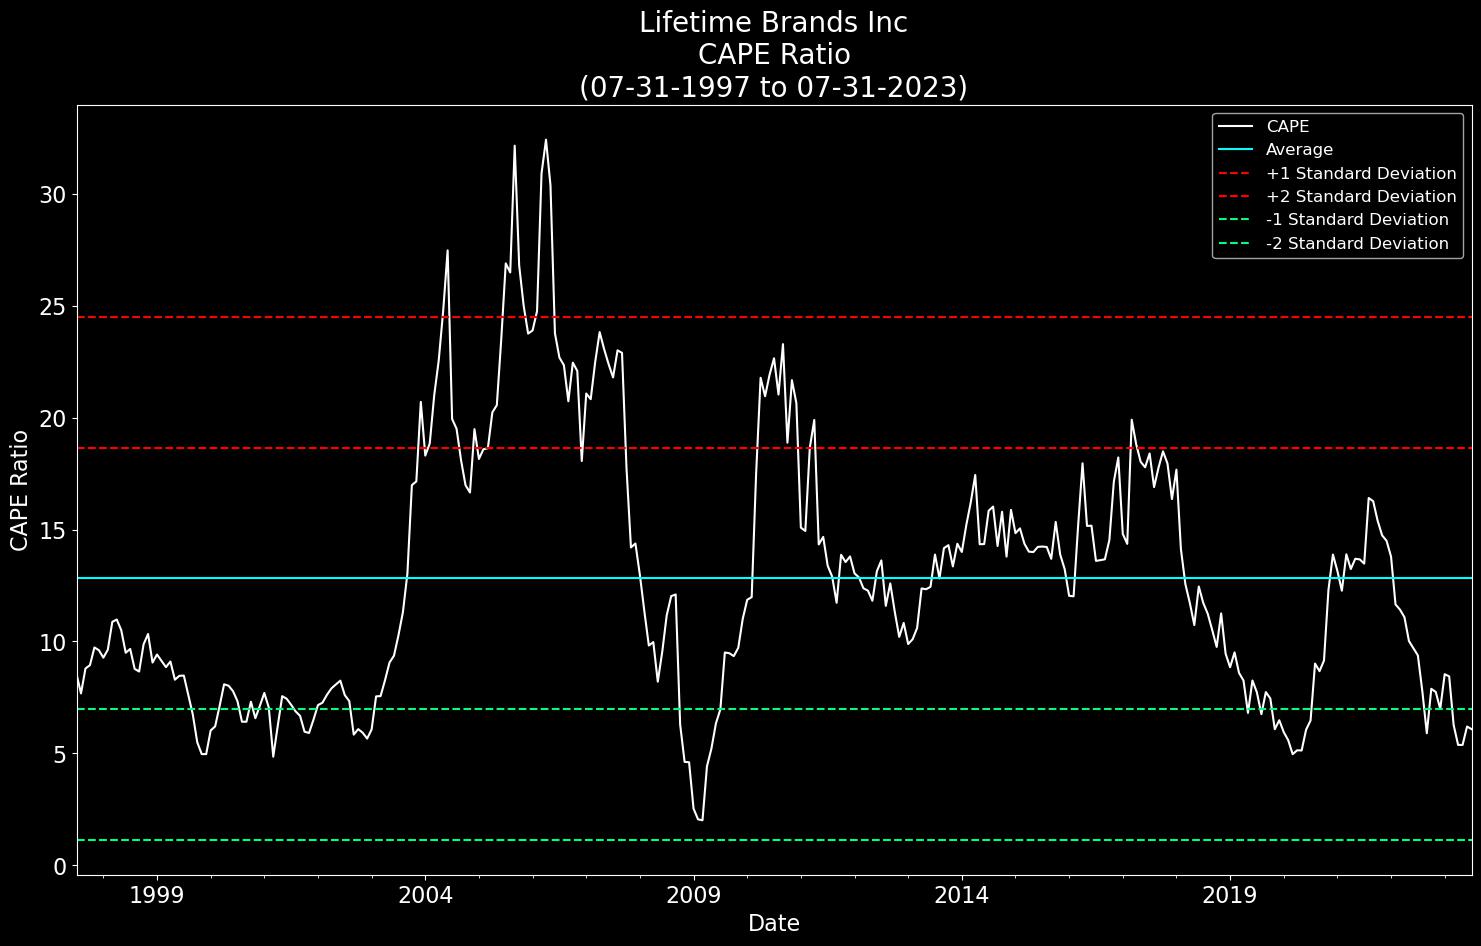 Lifetime Brands Inc
CAPE Ratio
(07-31-1997 to 07-31-2023)
CAPE
Average
+1 Standard Deviation
+2 Standard Deviation
-1 Standard Deviation
-2 Standard Deviation
CAPE Ratio
30
25
20
15
10
5
0
1999 2004 2009 2014 2019
Date